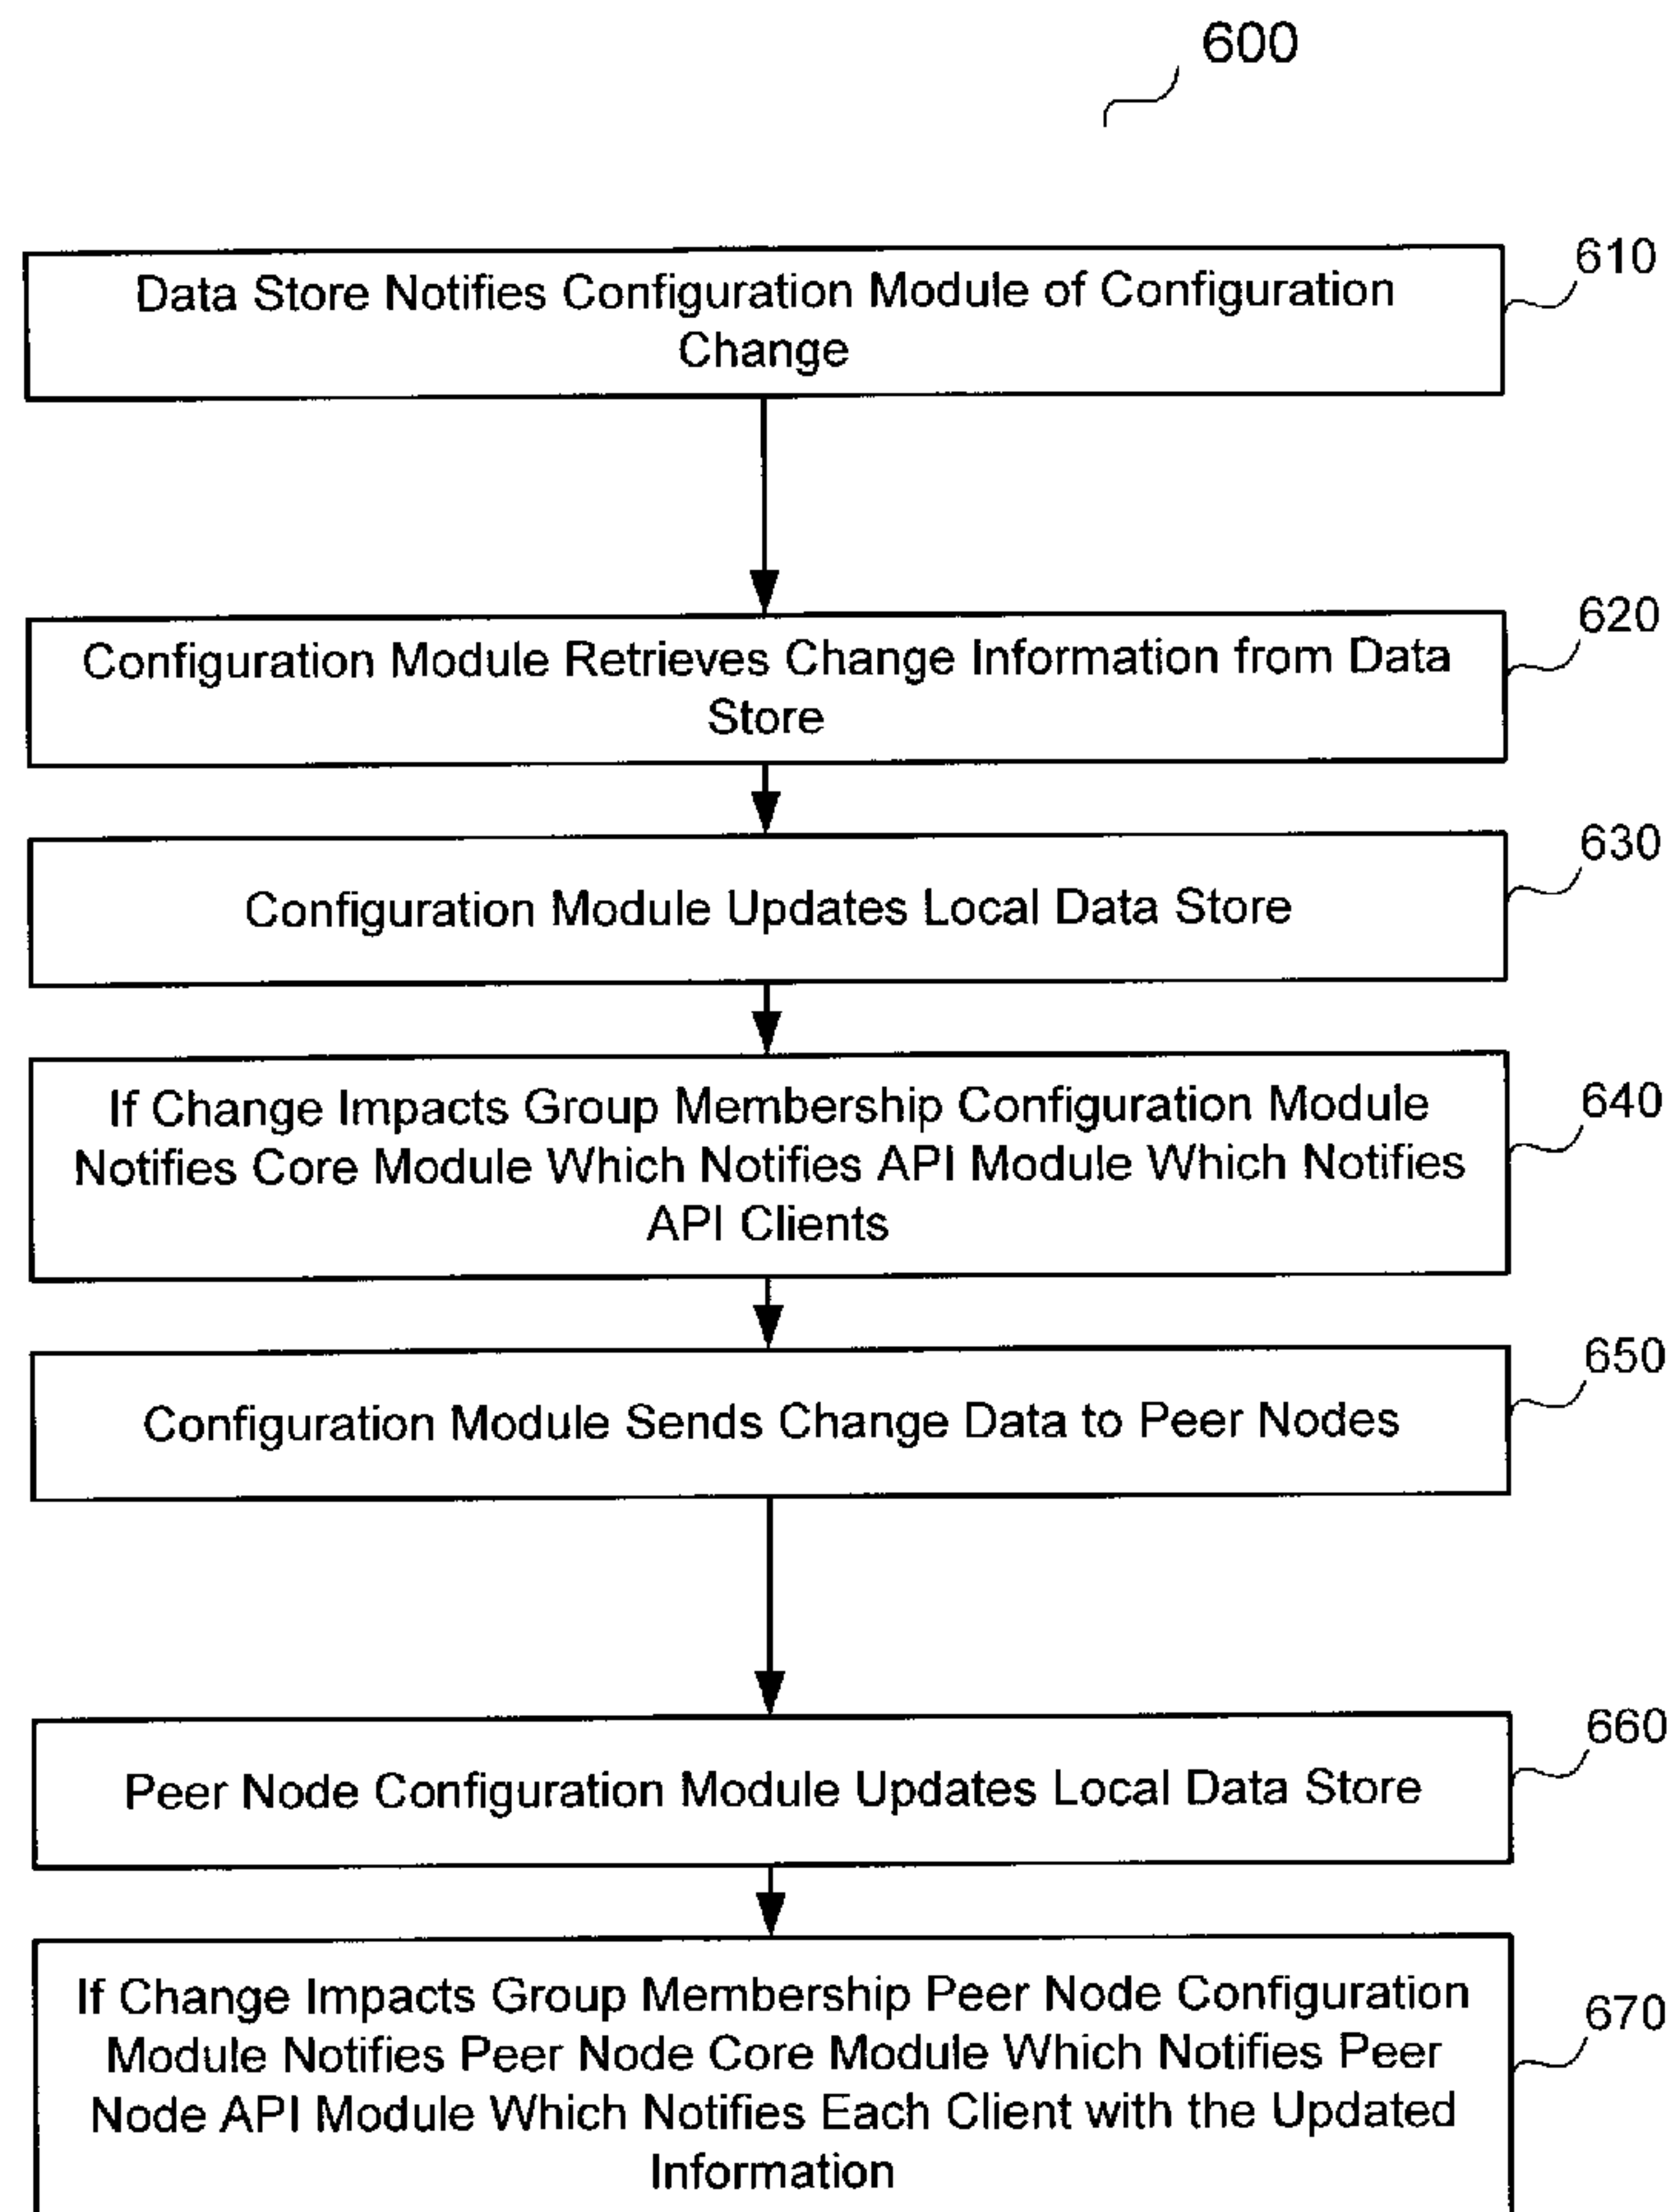 600
610
Data Store Notifies Configuration Module of Configuration
Change
620
Configuration Module Retrieves Change Information from Data
Store
630
Configuration Module Updates Local Data Store
640
If Change Impacts Group Membership Configuration Module
Notifies Core Module Which Notifies API Module Which Notifies
API Clients
650
Configuration Module Sends Change Data to Peer Nodes
660
Peer Node Configuration Module Updates Local Data Store
670
If Change Impacts Group Membership Peer Node Configuration
Module Notifies Peer Node Core Module Which Notifies Peer
Node API Module Which Notifies Each Client with the Updated
Information